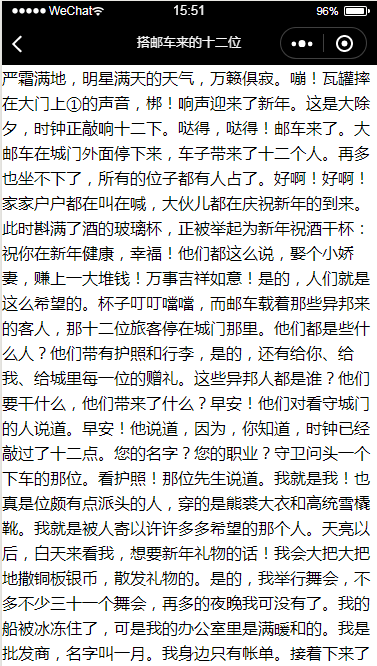 WeChat 15:51 96%
搭邮车来的十二位
严霜满地，明星满天的天气，万籁俱寂。嘣！瓦罐摔
在大门上①的声音，梆！响声迎来了新年。这是大除
夕，时钟正敲响十二下。哒得，哒得！邮车来了。大
邮车在城门外面停下来，车子带来了十二个人。再多
也坐不下了，所有的位子都有人占了。好啊！好啊！
家家户户都在叫在喊，大伙儿都在庆祝新年的到来。
此时斟满了酒的玻璃杯，正被举起为新年祝酒干杯：
祝你在新年健康，幸福！他们都这么说，娶个小娇
妻，赚上一大堆钱！万事吉祥如意！是的，人们就是
这么希望的。杯子叮叮噹噹，而邮车载着那些异邦来
的客人，那十二位旅客停在城门那里。他们都是些什
么人？他们带有护照和行李，是的，还有给你、给
我、给城里每一位的赠礼。这些异邦人都是谁？他们
要干什么，他们带来了什么？早安！他们对看守城门
的人说道。早安！他说道，因为，你知道，时钟已经
敲过了十二点。您的名字？您的职业？守卫问头一个
下车的那位。看护照！那位先生说道。我就是我！也
真是位颇有点派头的人，穿的是熊裘大衣和高统雪橇
靴。我就是被人寄以许许多多希望的那个人。天亮以
后，白天来看我，想要新年礼物的话！我会大把大把
地撒铜板银币，散发礼物的。是的，我举行舞会，不
多不少三十一个舞会，再多的夜晚我可没有了。我的
船被冰冻住了，可是我的办公室里是满暖和的。我是
批发商，名字叫一月。我身边只有帐单。接着下来了